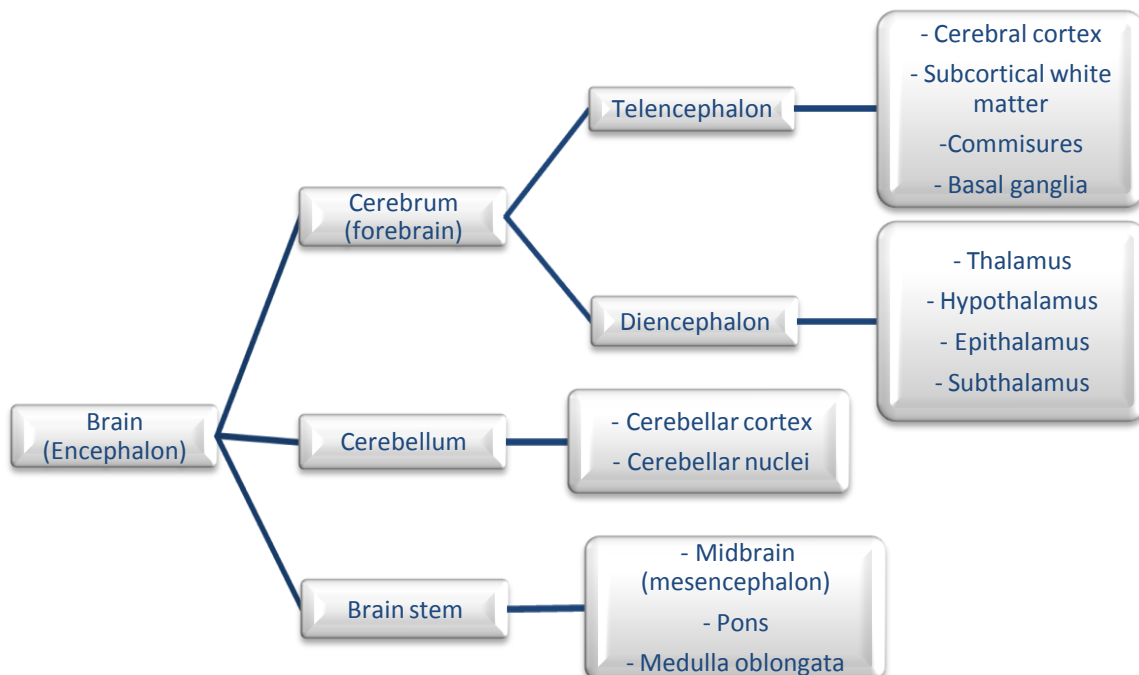 Brain
(Encephalon)
Cerebrum
(forebrain)
Telencephalon
- Cerebral cortex
- Subcortical white
matter
-Commisures
- Basal ganglia
Diencephalon
- Thalamus
- Hypothalamus
- Epithalamus
- Subthalamus
Cerebellum
- Cerebellar cortex
- Cerebellar nuclei
Brain stem
- Midbrain
(mesencephalon)
- Pons
- Medulla oblongata